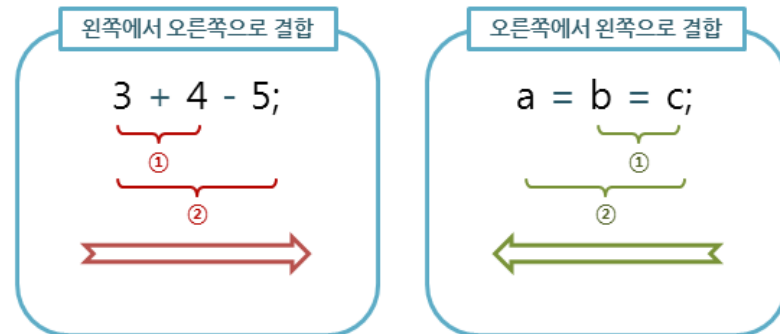 왼쪽에서 오른쪽으로 결합
3 + 4 - 5;
①
②
오른쪽에서 왼쪽으로 결합
a = b = c;
①
②